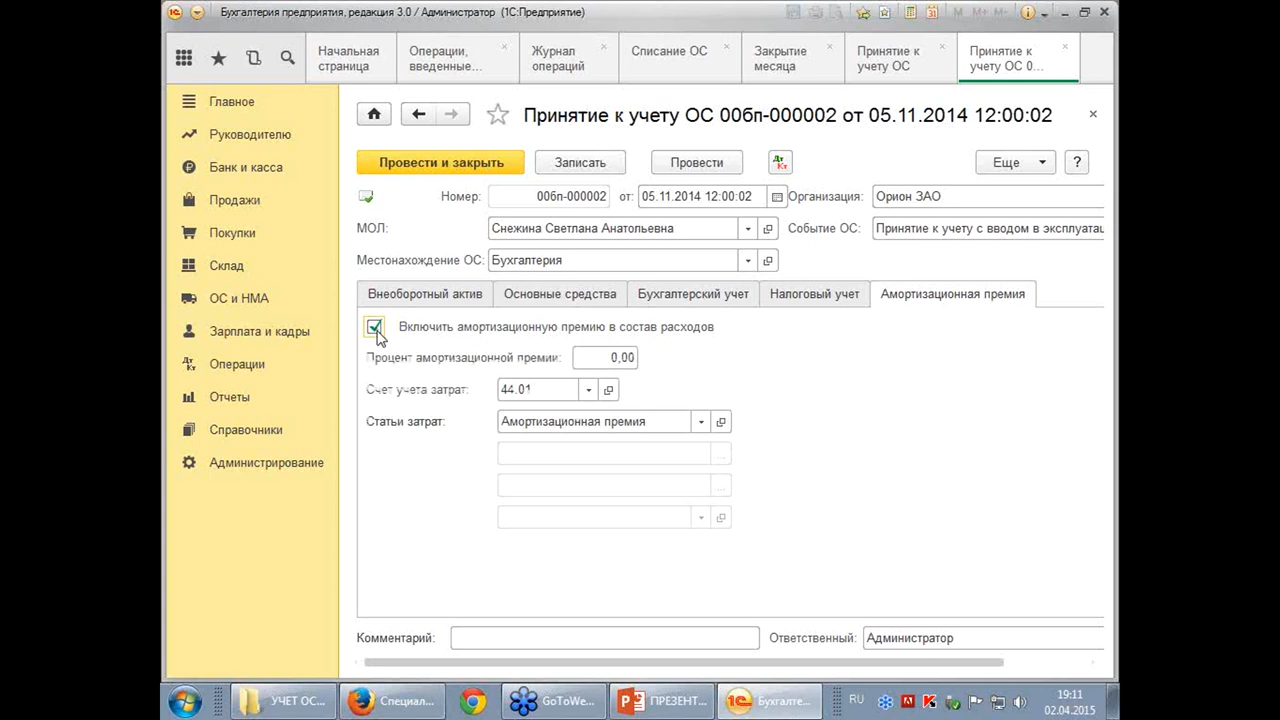 Бухгалтерия предприятия, редакция 3.0 / Администратор (1С:Предприятие)
M M+ M-
Начальная страница
Операции, введенные...
Журнал операций
Списание ОС
Закрытие месяца
Принятие к учету ОС
Принятие к учету ОС 0...
Главное
Руководителю
Банк и касса
Продажи
Покупки
Склад
ОС и НМА
Зарплата и кадры
Операции
Отчеты
Справочники
Администрирование
Принятие к учету ОС 00бп-000002 от 05.11.2014 12:00:02
Провести и закрыть
Записать
Провести
Дт Кт
Еще
?
Номер: 00бп-000002 от: 05.11.2014 12:00:02 Организация: Орион ЗАО
МОЛ: Снежина Светлана Анатольевна Событие ОС: Принятие к учету с вводом в эксплуатац
Местонахождение ОС: Бухгалтерия
Внеоборотный актив Основные средства Бухгалтерский учет Налоговый учет Амортизационная премия
Включить амортизационную премию в состав расходов
Процент амортизационной премии: 0,00
Счет учета затрат: 44.01
Статьи затрат: Амортизационная премия
Комментарий: Ответственный: Администратор
УЧЕТ ОС...
Специал...
GoToWe...
ПРЕЗЕНТ...
Бухгалте...
RU
19:11
02.04.2015